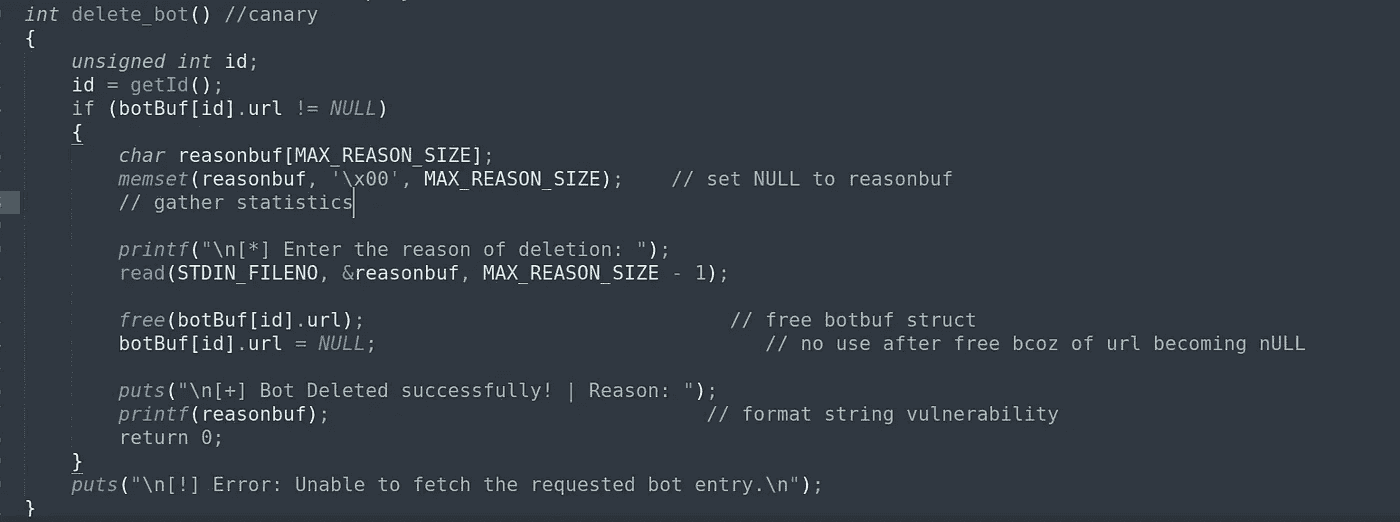 int delete_bot() //canary
{
    unsigned int id;
    id = getId();
    if (botBuf[id].url != NULL)
    {
        char reasonbuf[MAX_REASON_SIZE];
        memset(reasonbuf, '\x00', MAX_REASON_SIZE);    // set NULL to reasonbuf
        // gather statistics

        printf("\n[*] Enter the reason of deletion: ");
        read(STDIN_FILENO, &reasonbuf, MAX_REASON_SIZE - 1);

        free(botBuf[id].url);                               // free botbuf struct
        botBuf[id].url = NULL;                                 // no use after free bcoz of url becoming nULL

        puts("\n[+] Bot Deleted successfully! | Reason: ");
        printf(reasonbuf);                                // format string vulnerability
        return 0;
    }
    puts("\n[!] Error: Unable to fetch the requested bot entry.\n");
}